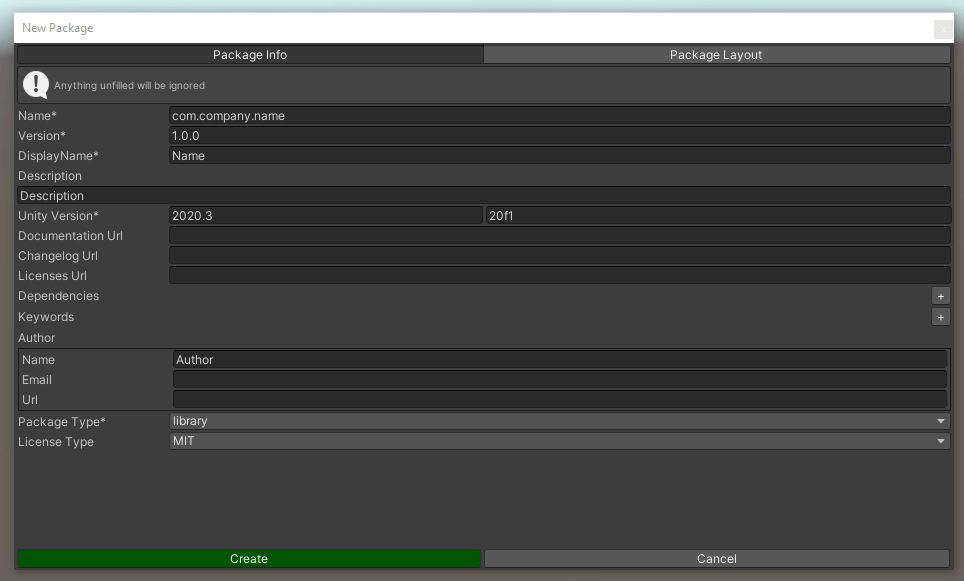 New Package
Package Info Package Layout
Anything unfilled will be ignored
Name* com.company.name
Version* 1.0.0
DisplayName* Name
Description
Description
Unity Version* 2020.3 20f1
Documentation Url
Changelog Url
Licenses Url
Dependencies +
Keywords +
Author
Name Author
Email
Url
Package Type* library
License Type MIT
Create Cancel